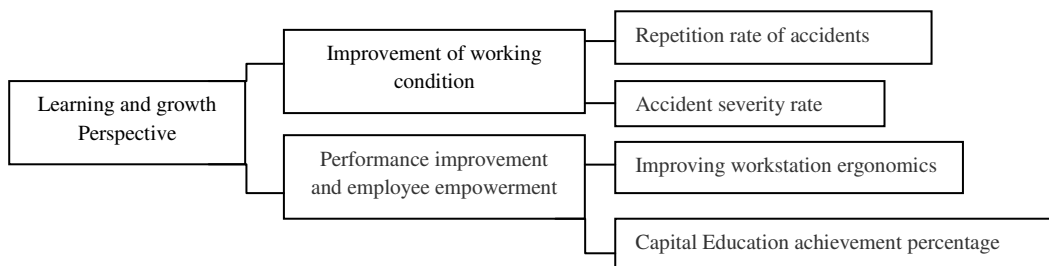 Learning and growth
Perspective
Improvement of working
condition
Repetition rate of accidents
Accident severity rate
Performance improvement
and employee empowerment
Improving workstation ergonomics
Capital Education achievement percentage